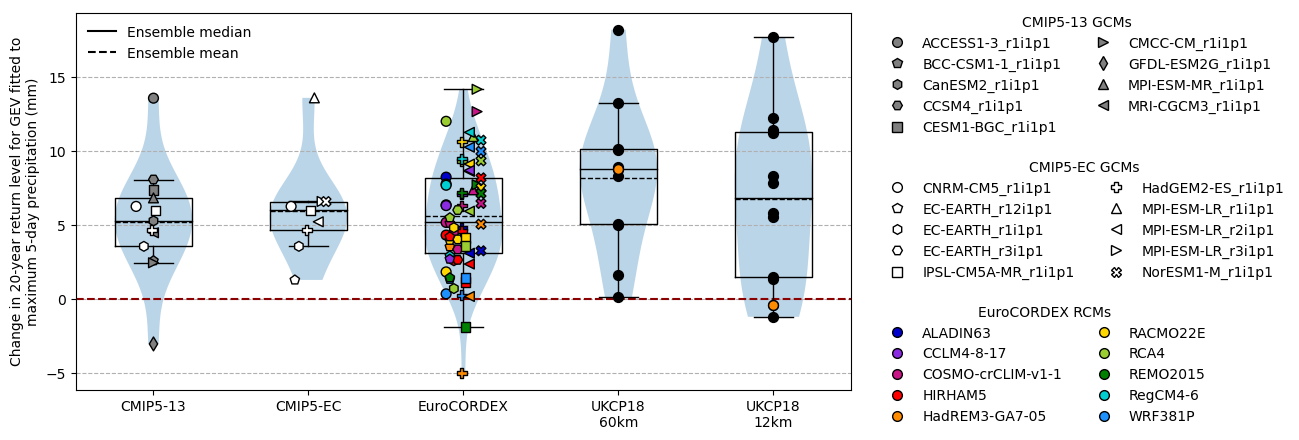 Change in 20-year return level for GEV fitted to
maximum 5-day precipitation (mm)
15
10
5
0
−5
Ensemble median
Ensemble mean
CMIP5-13
CMIP5-EC
EuroCORDEX
UKCP18
60km
UKCP18
12km
CMIP5-13 GCMs
ACCESS1-3_r1i1p1
BCC-CSM1-1_r1i1p1
CanESM2_r1i1p1
CCSM4_r1i1p1
CESM1-BGC_r1i1p1
CMCC-CM_r1i1p1
GFDL-ESM2G_r1i1p1
MPI-ESM-MR_r1i1p1
MRI-CGCM3_r1i1p1
CMIP5-EC GCMs
CNRM-CM5_r1i1p1
EC-EARTH_r12i1p1
EC-EARTH_r1i1p1
EC-EARTH_r3i1p1
IPSL-CM5A-MR_r1i1p1
HadGEM2-ES_r1i1p1
MPI-ESM-LR_r1i1p1
MPI-ESM-LR_r2i1p1
MPI-ESM-LR_r3i1p1
NorESM1-M_r1i1p1
EuroCORDEX RCMs
ALADIN63
CCLM4-8-17
COSMO-crCLIM-v1-1
HIRHAM5
HadREM3-GA7-05
RACMO22E
RCA4
REMO2015
RegCM4-6
WRF381P